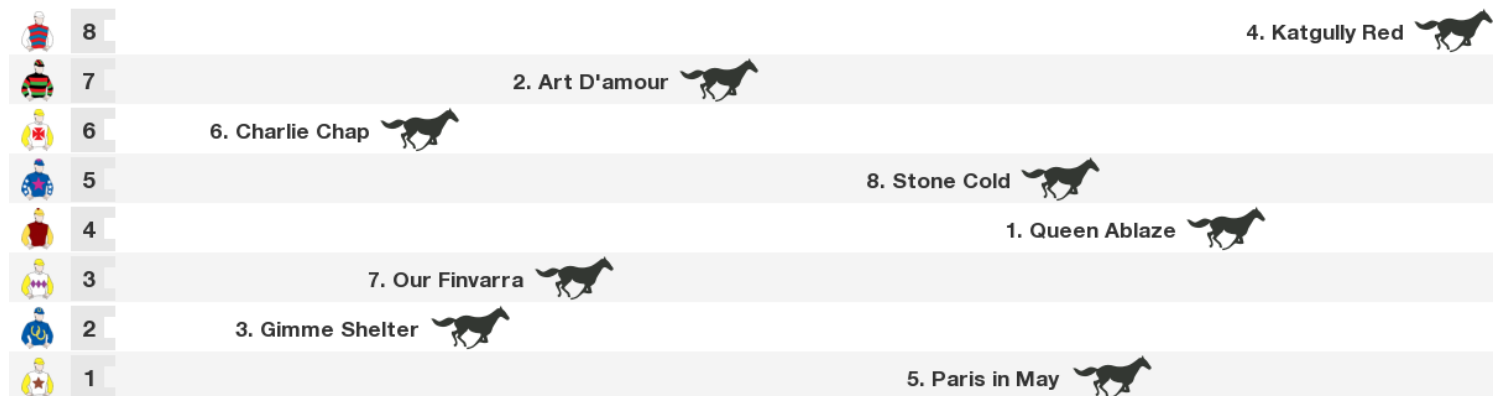 8 4. Katgully Red
7 2. Art D'amour
6 6. Charlie Chap
5 8. Stone Cold
4 1. Queen Ablaze
3 7. Our Finvarra
2 3. Gimme Shelter
1 5. Paris in May